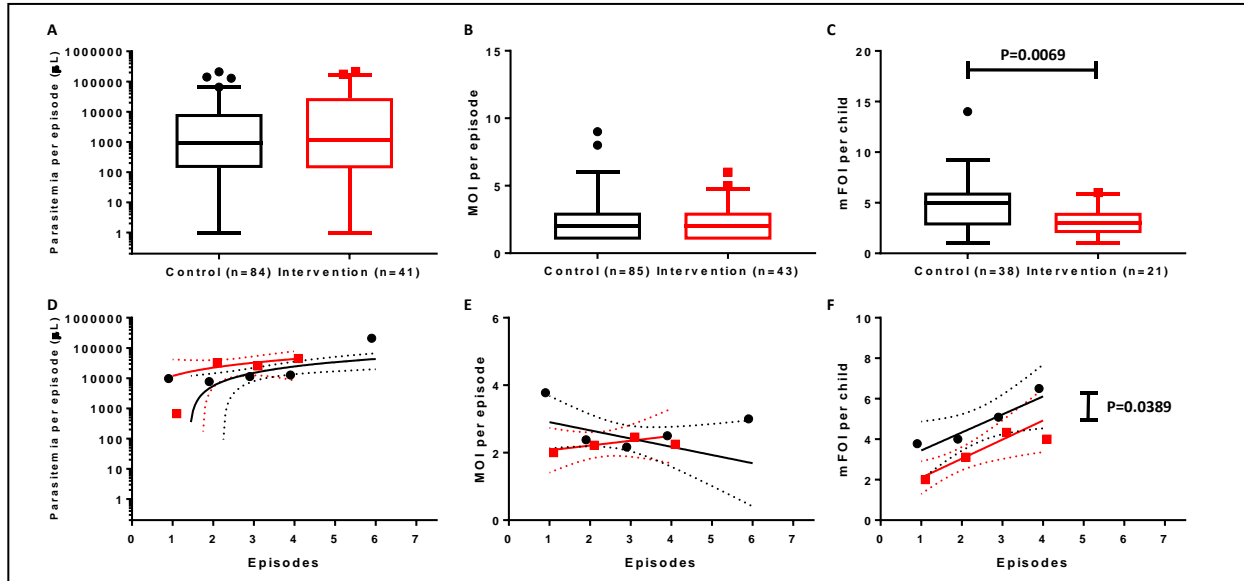 A
Parasitemia per episode (µL)
1000000
100000
10000
1000
100
10
1
Control (n=84) Intervention (n=41)
B
MOI per episode
15
10
5
0
Control (n=85) Intervention (n=43)
C
mFOI per child
20
15
10
5
0
P=0.0069
Control (n=38) Intervention (n=21)
D
Parasitemia per episode (µL)
1000000
100000
10000
1000
100
10
1
0 1 2 3 4 5 6 7
Episodes
E
MOI per episode
6
4
2
0
0 1 2 3 4 5 6 7
Episodes
F
mFOI per child
10
8
6
4
2
0
P=0.0389
0 1 2 3 4 5 6 7
Episodes